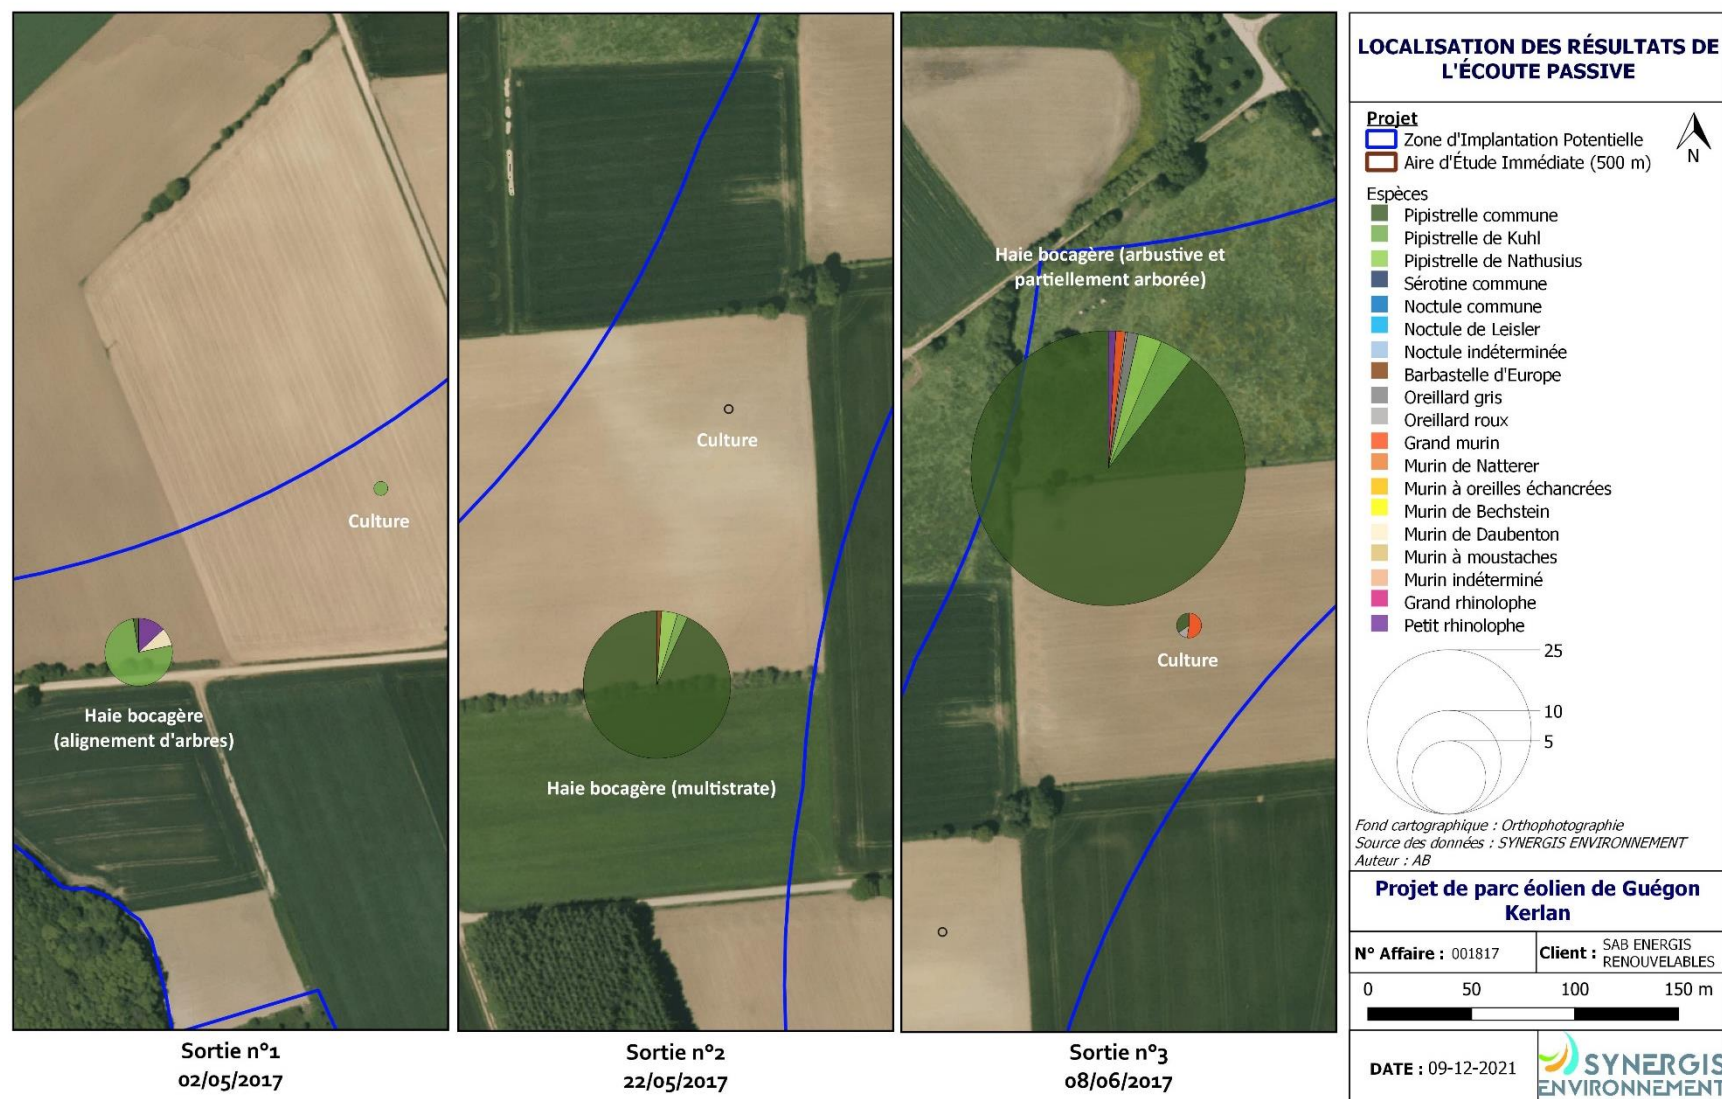 Culture
Haie bocagère
(alignement d'arbres)
Sortie n°1
02/05/2017
Culture
Haie bocagère (multistrate)
Sortie n°2
22/05/2017
Haie bocagère (arbustive et
partiellement arborée)
Culture
Sortie n°3
08/06/2017
LOCALISATION DES RÉSULTATS DE
L'ÉCOUTE PASSIVE
Projet
Zone d'Implantation Potentielle
Aire d'Étude Immédiate (500 m)
N
Espèces
Pipistrelle commune
Pipistrelle de Kuhl
Pipistrelle de Nathusius
Sérotine commune
Noctule commune
Noctule de Leisler
Noctule indéterminée
Barbastelle d'Europe
Oreillard gris
Oreillard roux
Grand murin
Murin de Natterer
Murin à oreilles échancrées
Murin de Bechstein
Murin de Daubenton
Murin à moustaches
Murin indéterminé
Grand rhinolophe
Petit rhinolophe
25
10
5
Fond cartographique : Orthophotographie
Source des données : SYNERGIS ENVIRONNEMENT
Auteur : AB
Projet de parc éolien de Guégon
Kerlan
N° Affaire : 001817
Client : SAB ENERGIS
RENOUVELABLES
0 50 100 150 m
DATE : 09-12-2021
SYNERGIS
ENVIRONNEMENT